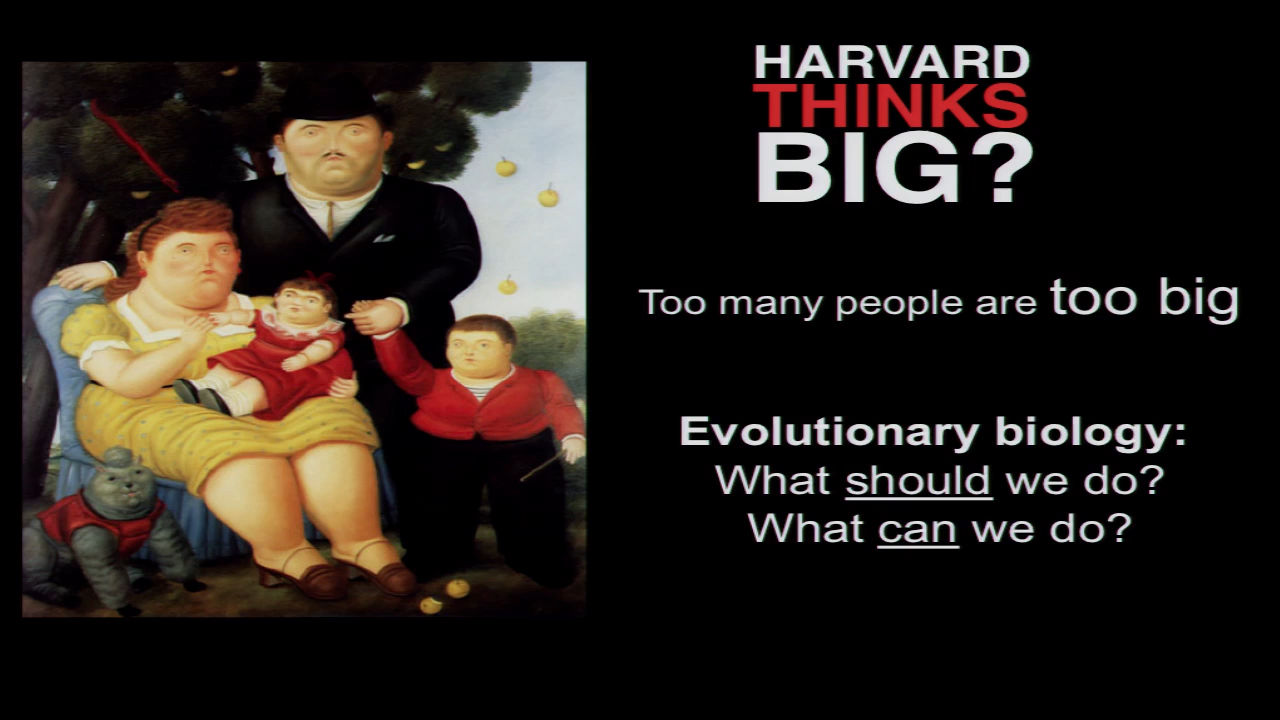 HARVARD
THINKS
BIG?
Too many people are too big
Evolutionary biology:
What should we do?
What can we do?